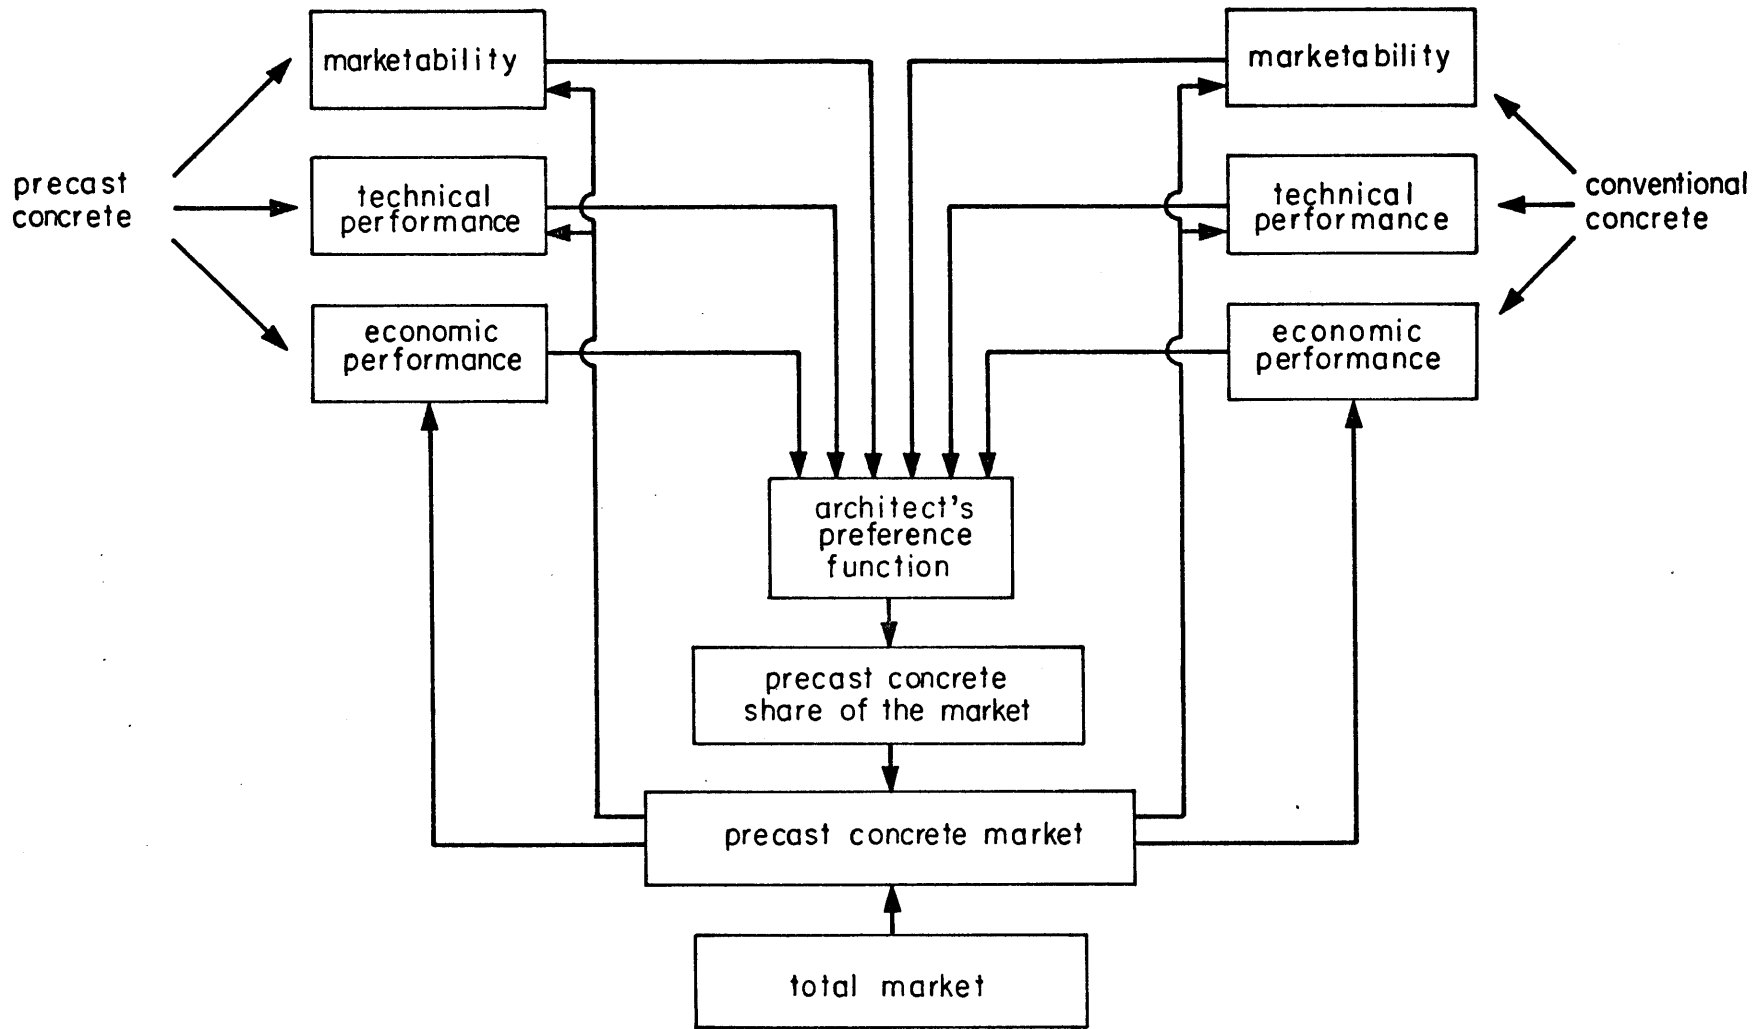 marketability
marketability
precast
concrete
technical
performance
technical
performance
conventional
concrete
economic
performance
economic
performance
architect's
preference
function
precast concrete
share of the market
precast concrete market
total market